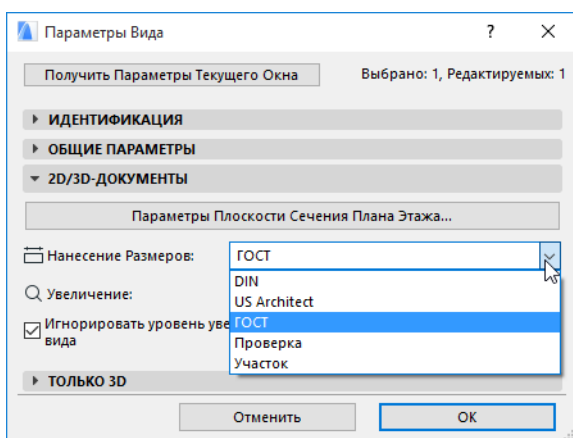 Параметры Вида
?
Получить Параметры Текущего Окна
Выбрано: 1, Редактируемых: 1
ИДЕНТИФИКАЦИЯ
ОБЩИЕ ПАРАМЕТРЫ
2D/3D-ДОКУМЕНТЫ
Параметры Плоскости Сечения Плана Этажа...
Нанесение Размеров:
ГОСТ
DIN
Увеличение:
US Architect
Игнорировать уровень уве
ГОСТ
вида
Проверка
Участок
ТОЛЬКО 3D
Отменить
OK